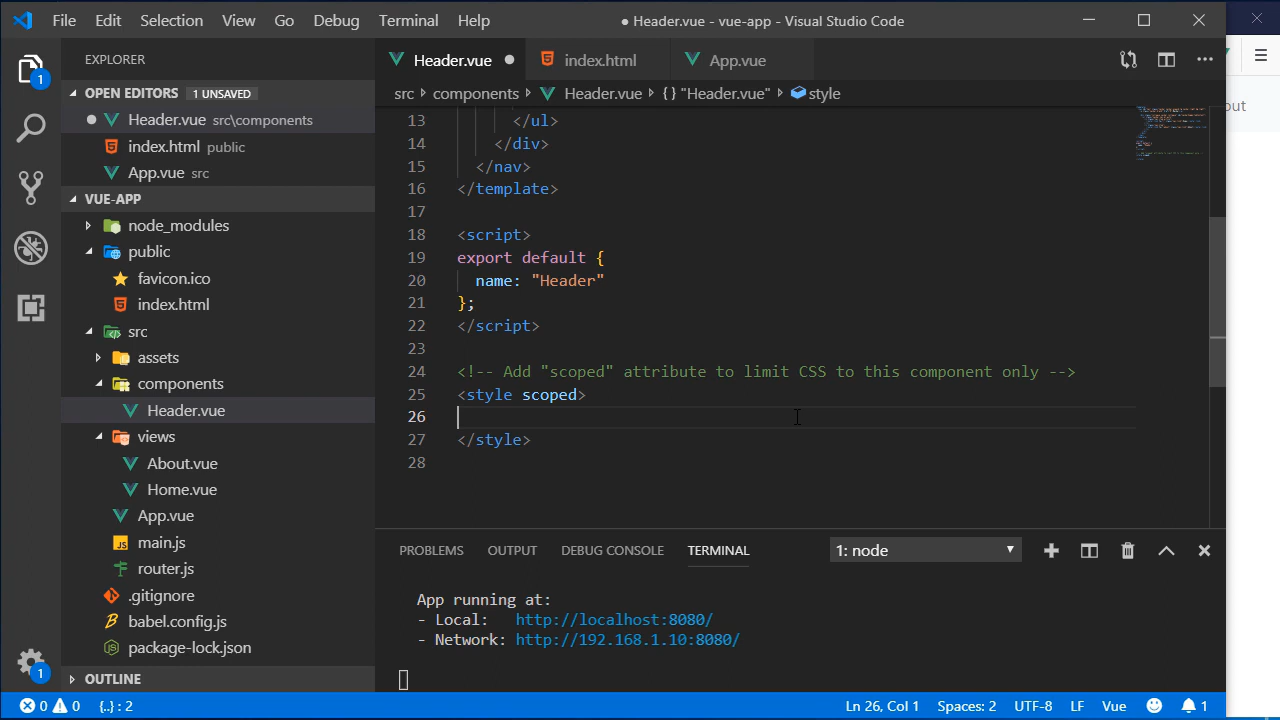 File Edit Selection View Go Debug Terminal Help ● Header.vue - vue-app - Visual Studio Code
EXPLORER
OPEN EDITORS 1 UNSAVED
Header.vue src\components
index.html public
App.vue src
VUE-APP
node_modules
public
favicon.ico
index.html
src
assets
components
Header.vue
views
About.vue
Home.vue
App.vue
main.js
router.js
.gitignore
babel.config.js
package-lock.json
OUTLINE
1
1
Header.vue index.html App.vue
src > components > Header.vue > {} "Header.vue" > style
13 </ul>
14 </div>
15 </nav>
16 </template>
17
18 <script>
19 export default {
20 name: "Header"
21 };
22 </script>
23
24 <!-- Add "scoped" attribute to limit CSS to this component only -->
25 <style scoped>
26
27 </style>
28
PROBLEMS OUTPUT DEBUG CONSOLE TERMINAL 1: node
App running at:
- Local: http://localhost:8080/
- Network: http://192.168.1.10:8080/
0 0 {..} : 2 Ln 26, Col 1 Spaces: 2 UTF-8 LF Vue 1